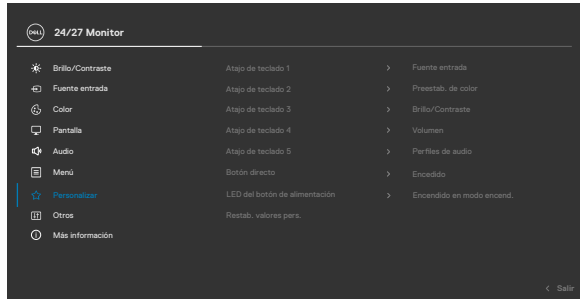 DELL 24/27 Monitor
Brillo/Contraste Atajo de teclado 1 > Fuente entrada
Fuente entrada Atajo de teclado 2 > Preestab. de color
Color Atajo de teclado 3 > Brillo/Contraste
Pantalla Atajo de teclado 4 > Volumen
Audio Atajo de teclado 5 > Perfiles de audio
Menú Botón directo > Encedido
Personalizar LED del botón de alimentación > Encendido en modo encend.
Otros Restab. valores pers.
Más información
< Salir